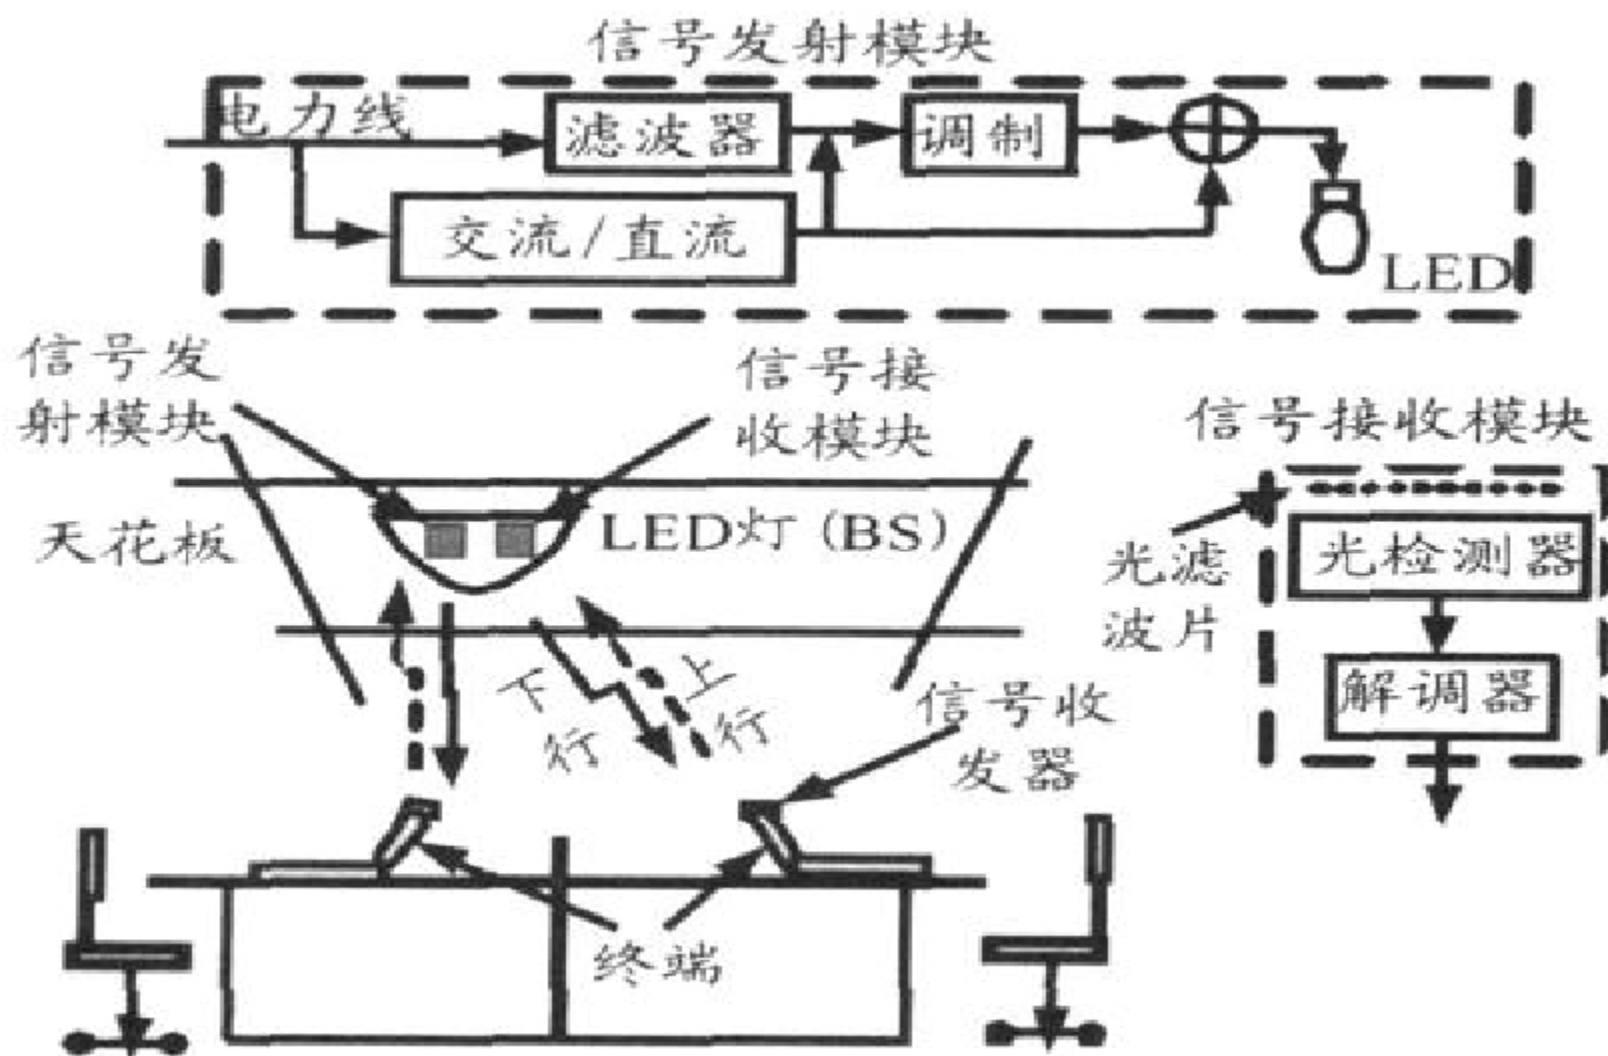 信号发射模块
电力线
滤波器
调制
交流/直流
LED
信号发
射模块
信号接
收模块
信号接收模块
天花板
LED灯(BS)
光滤
波片
光检测器
解调器
下
行
上
行
信号收
发器
终端